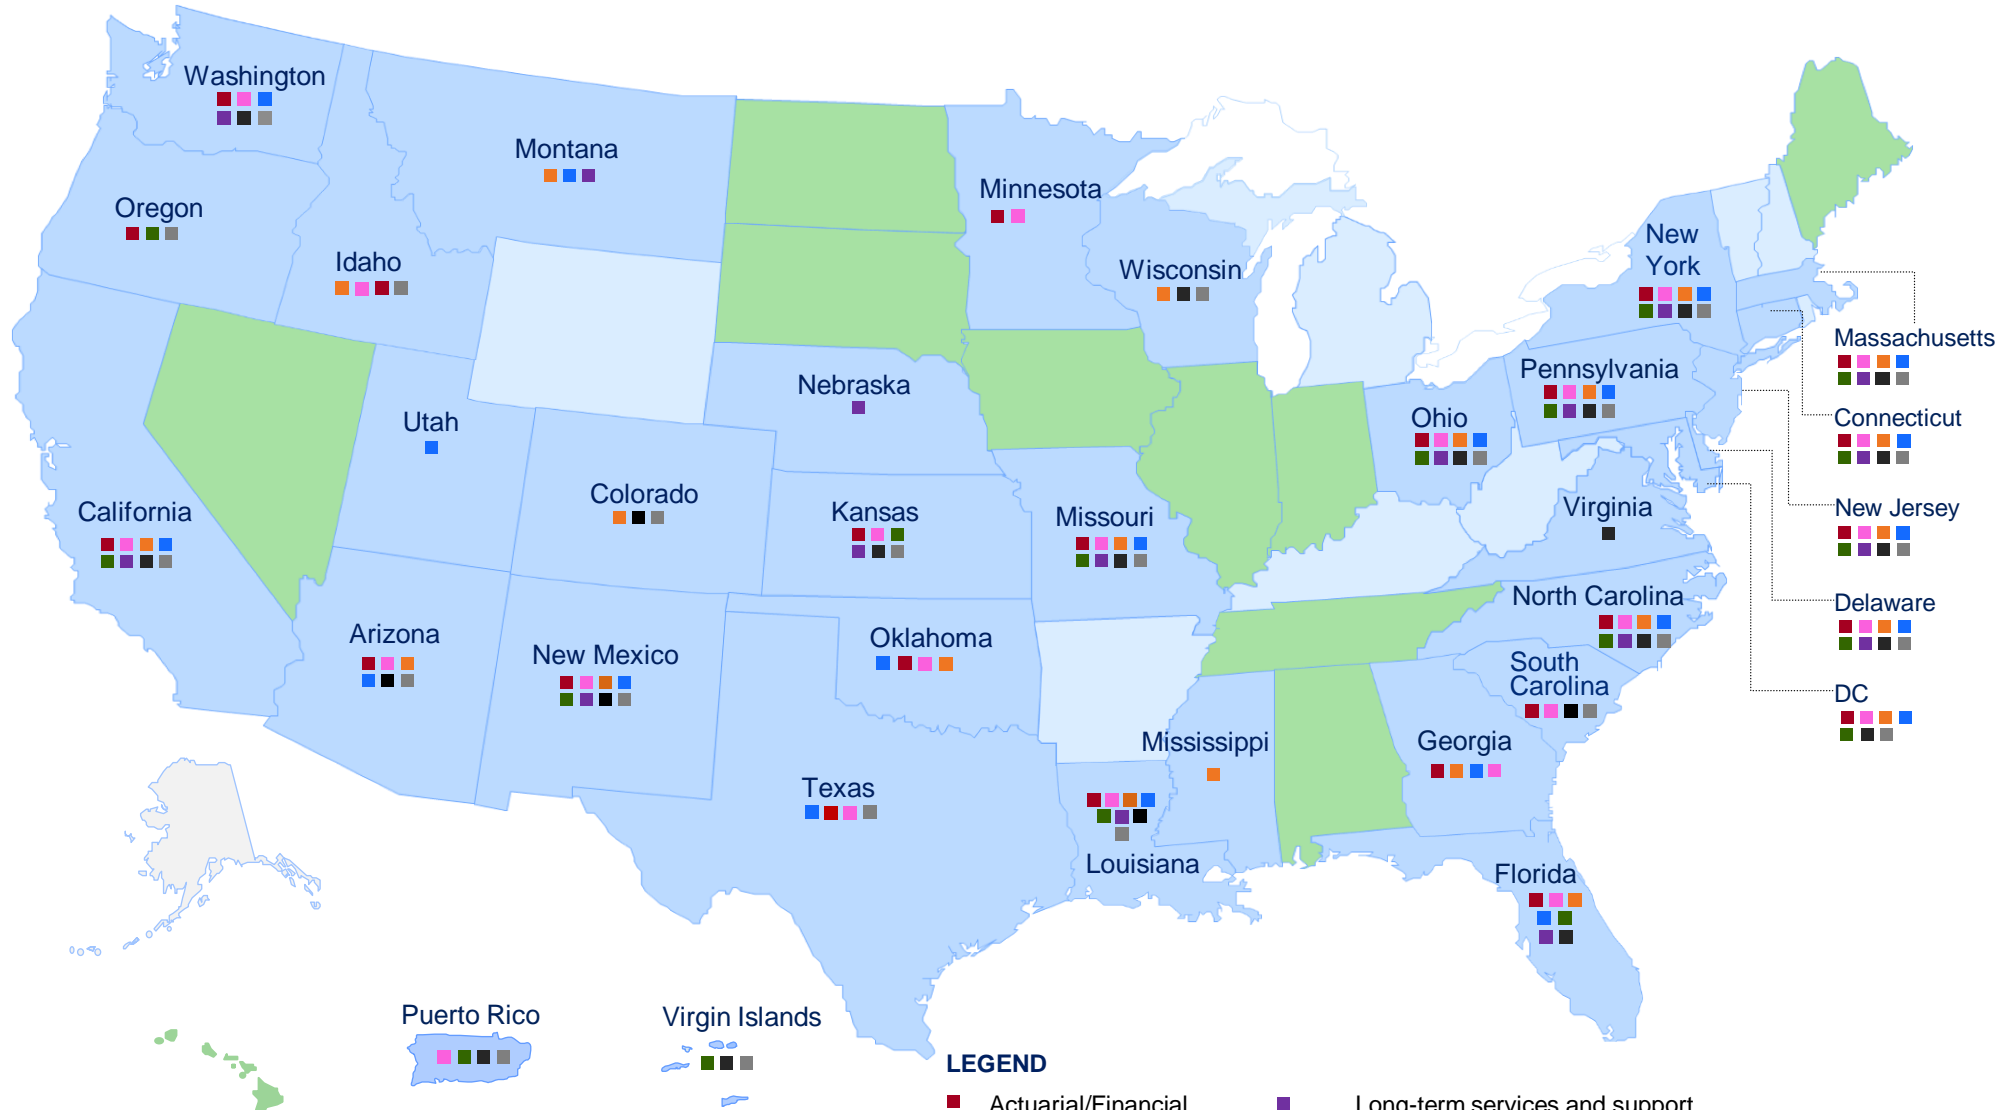 Washington
Montana
Minnesota
Oregon
Idaho
Wisconsin
New
York
Massachusetts
Pennsylvania
Nebraska
Utah
Ohio
Connecticut
Colorado
California
Kansas
Missouri
Virginia
New Jersey
North Carolina
Delaware
Arizona
Oklahoma
New Mexico
South
Carolina
DC
Mississippi
Georgia
Texas
Louisiana
Florida
Puerto Rico
Virgin Islands
LEGEND
Actuarial/Financial
Long-term services and support